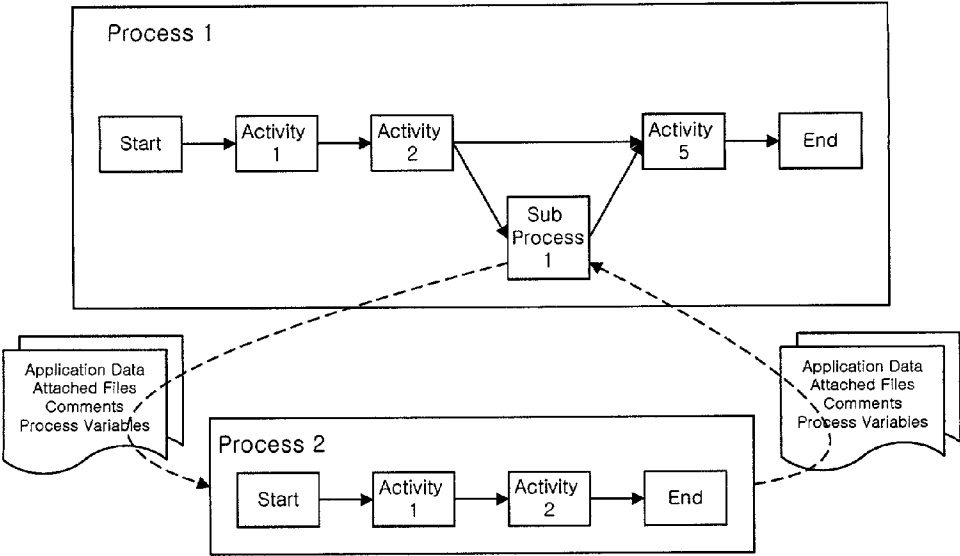 Process 1
Start
Activity
1
Activity
2
Activity
5
End
Sub
Process
1
Application Data
Attached Files
Comments
Process Variables
Application Data
Attached Files
Comments
Process Variables
Process 2
Start
Activity
1
Activity
2
End